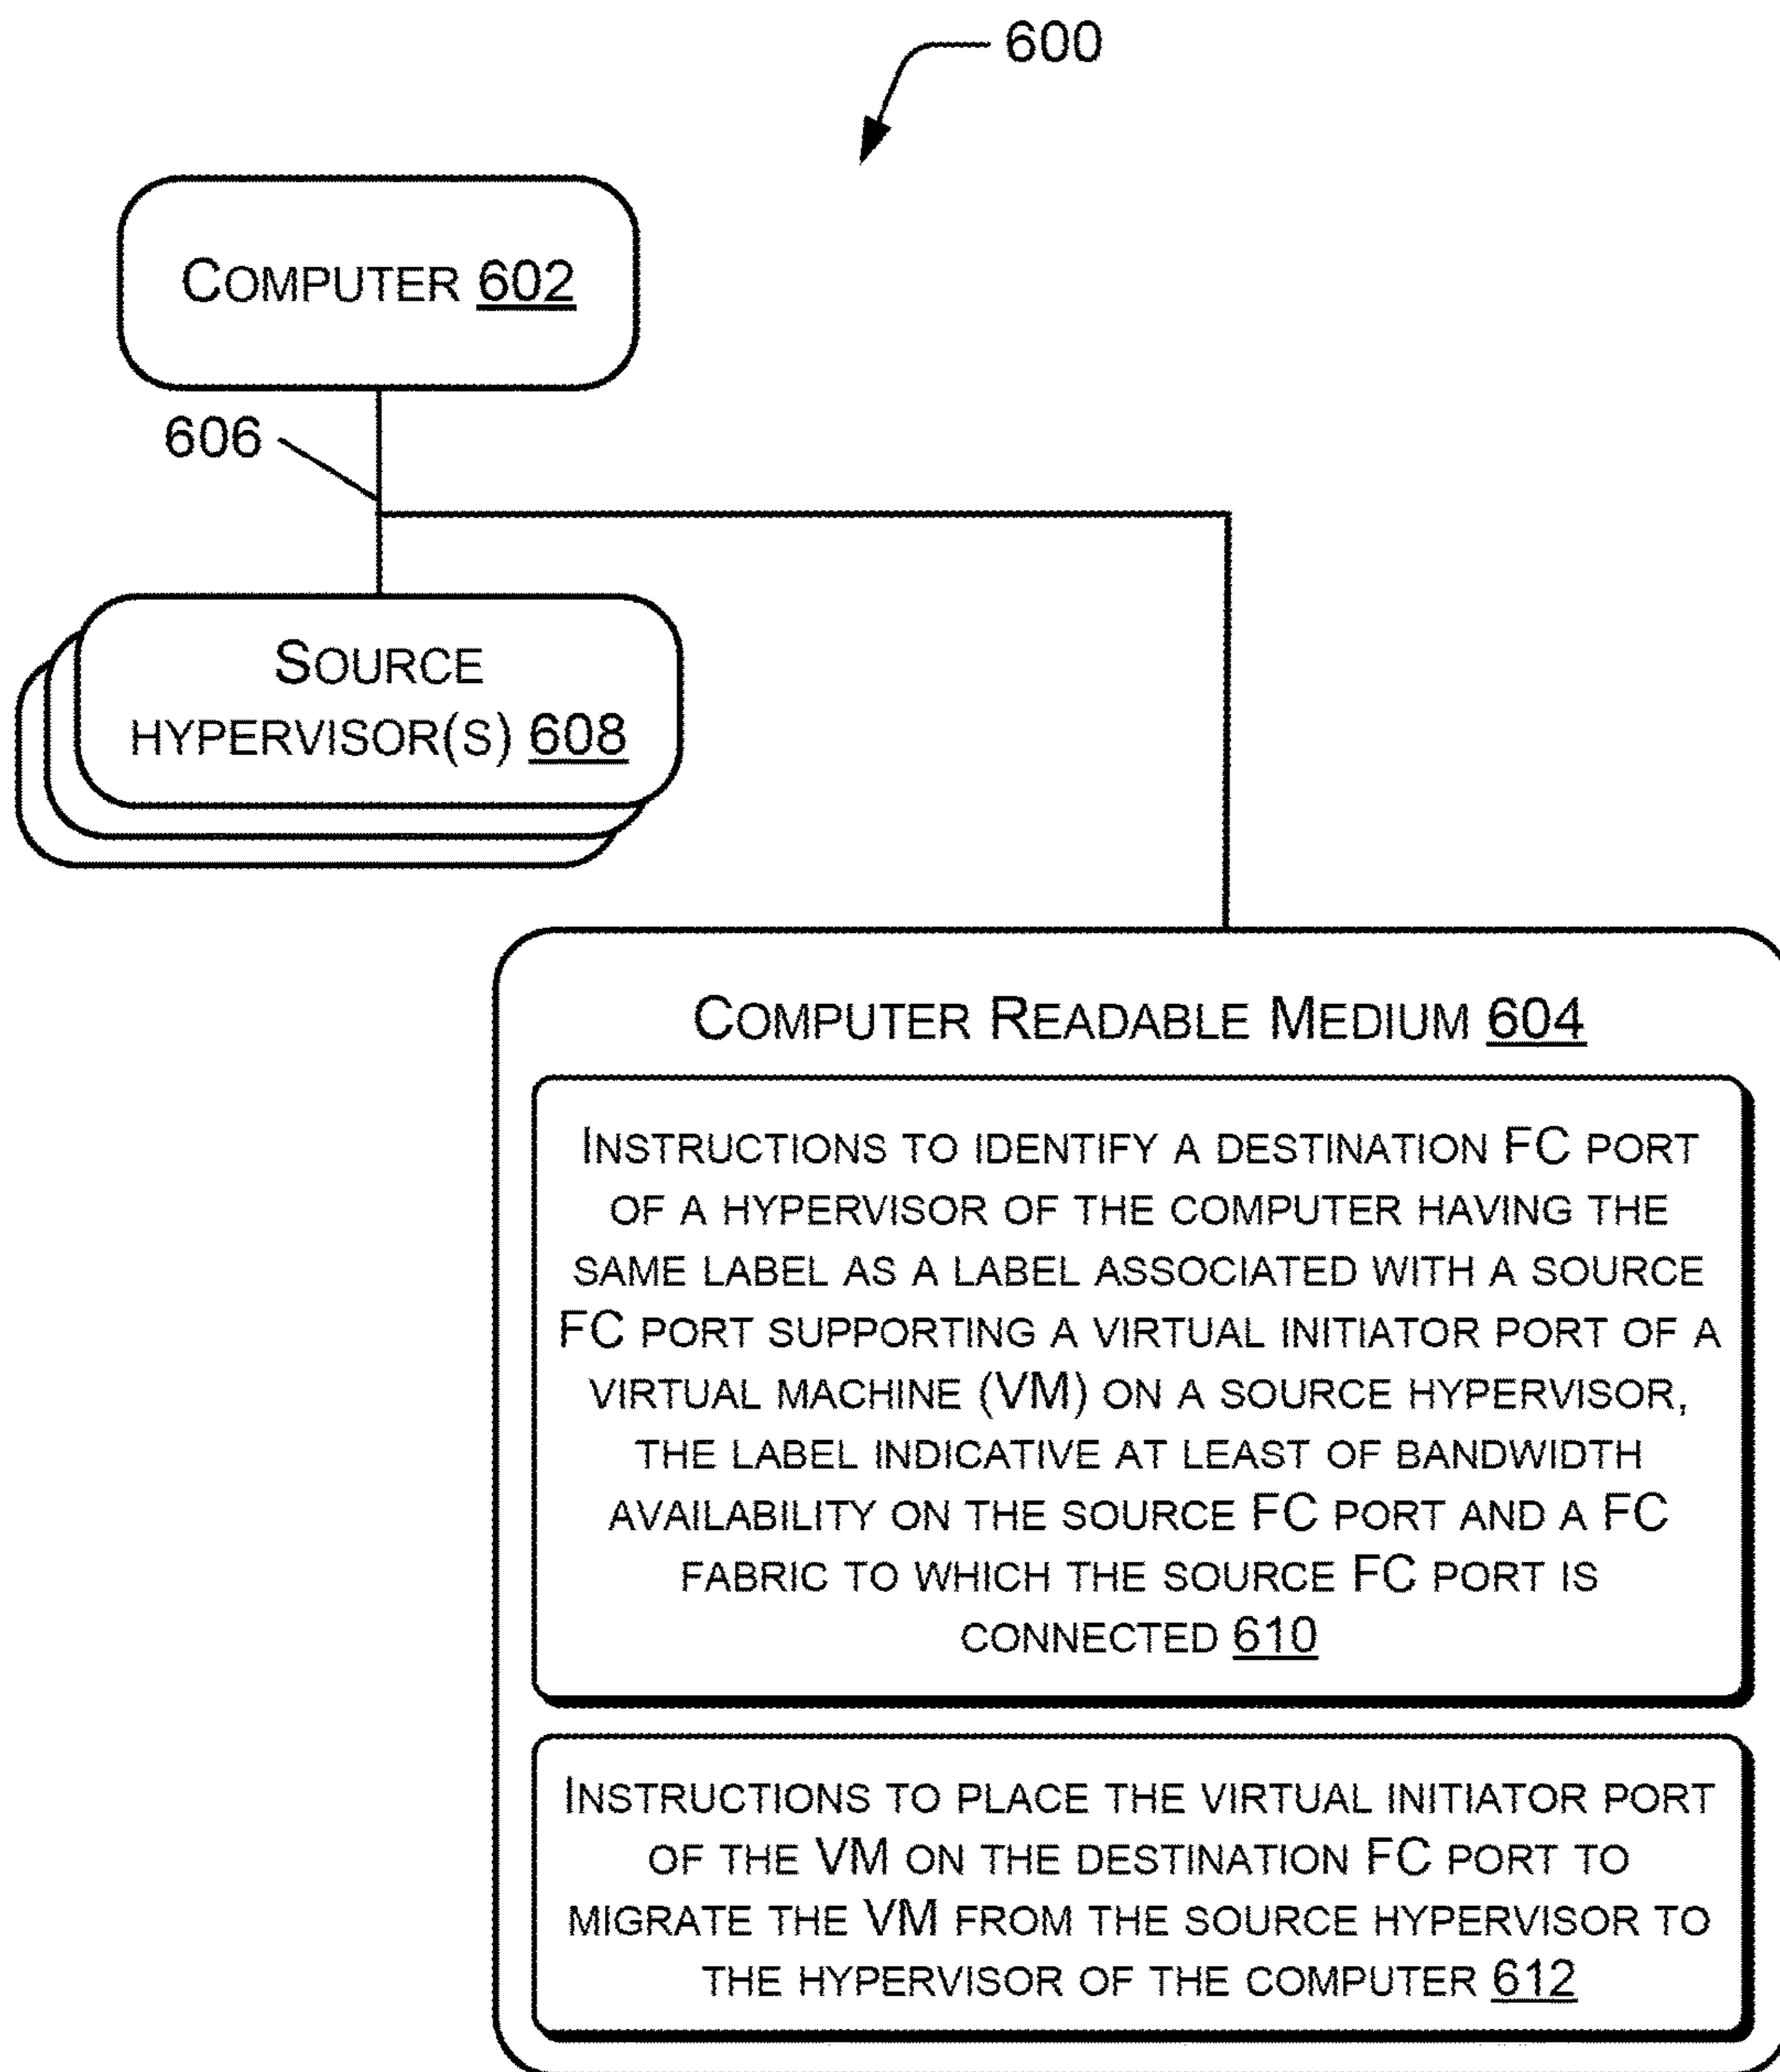 600
COMPUTER 602
606
SOURCE
HYPERVISOR(S) 608
COMPUTER READABLE MEDIUM 604
INSTRUCTIONS TO IDENTIFY A DESTINATION FC PORT
OF A HYPERVISOR OF THE COMPUTER HAVING THE
SAME LABEL AS A LABEL ASSOCIATED WITH A SOURCE
FC PORT SUPPORTING A VIRTUAL INITIATOR PORT OF A
VIRTUAL MACHINE (VM) ON A SOURCE HYPERVISOR,
THE LABEL INDICATIVE AT LEAST OF BANDWIDTH
AVAILABILITY ON THE SOURCE FC PORT AND A FC
FABRIC TO WHICH THE SOURCE FC PORT IS
CONNECTED 610
INSTRUCTIONS TO PLACE THE VIRTUAL INITIATOR PORT
OF THE VM ON THE DESTINATION FC PORT TO
MIGRATE THE VM FROM THE SOURCE HYPERVISOR TO
THE HYPERVISOR OF THE COMPUTER 612